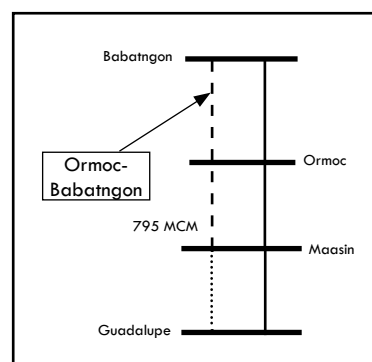 Babatngon
Ormoc-
Babatngon
Ormoc
795 MCM
Maasin
Guadalupe